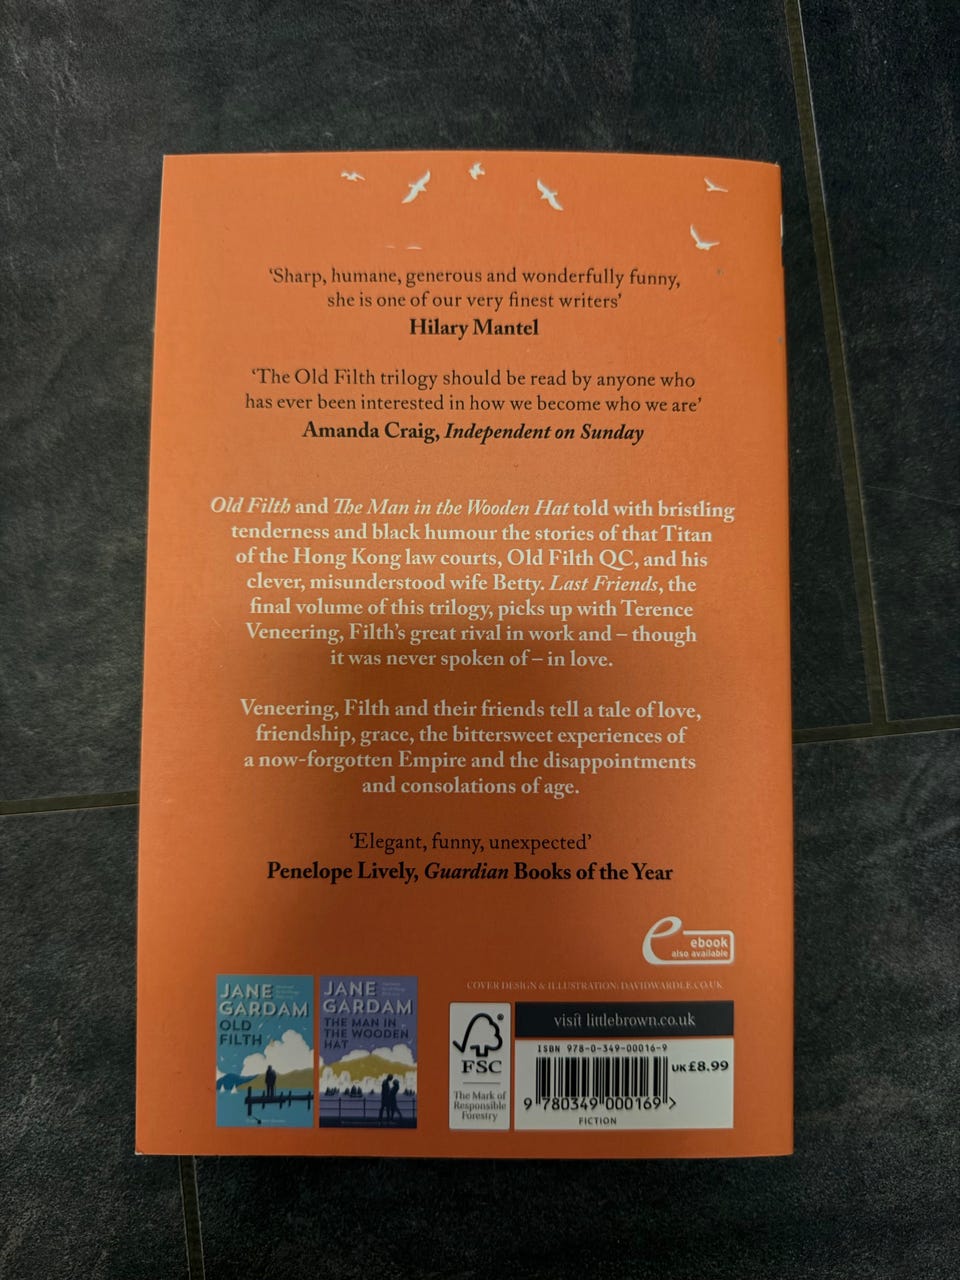 ‘Sharp, humane, generous and wonderfully funny,
she is one of our very finest writers’
Hilary Mantel
‘The Old Filth trilogy should be read by anyone who
has ever been interested in how we become who we are’
Amanda Craig, Independent on Sunday
Old Filth and The Man in the Wooden Hat told with bristling
tenderness and black humour the stories of that Titan
of the Hong Kong law courts, Old Filth QC, and his
clever, misunderstood wife Betty. Last Friends, the
final volume of this trilogy, picks up with Terence
Veneering, Filth’s great rival in work and – though
it was never spoken of – in love.
Veneering, Filth and their friends tell a tale of love,
friendship, grace, the bittersweet experiences of
a now-forgotten Empire and the disappointments
and consolations of age.
‘Elegant, funny, unexpected’
Penelope Lively, Guardian Books of the Year
e
ebook
also available
JANE
GARDAM
OLD
FILTH
JANE
GARDAM
THE MAN IN
THE WOODEN
HAT
COVER DESIGN & ILLUSTRATION: DAVIDWARDLE.CO.UK
FSC
The Mark of
Responsible
Forestry
visit littlebrown.co.uk
ISBN 978-0-349-00016-9
UK £8.99
9 780349 000169 >
FICTION